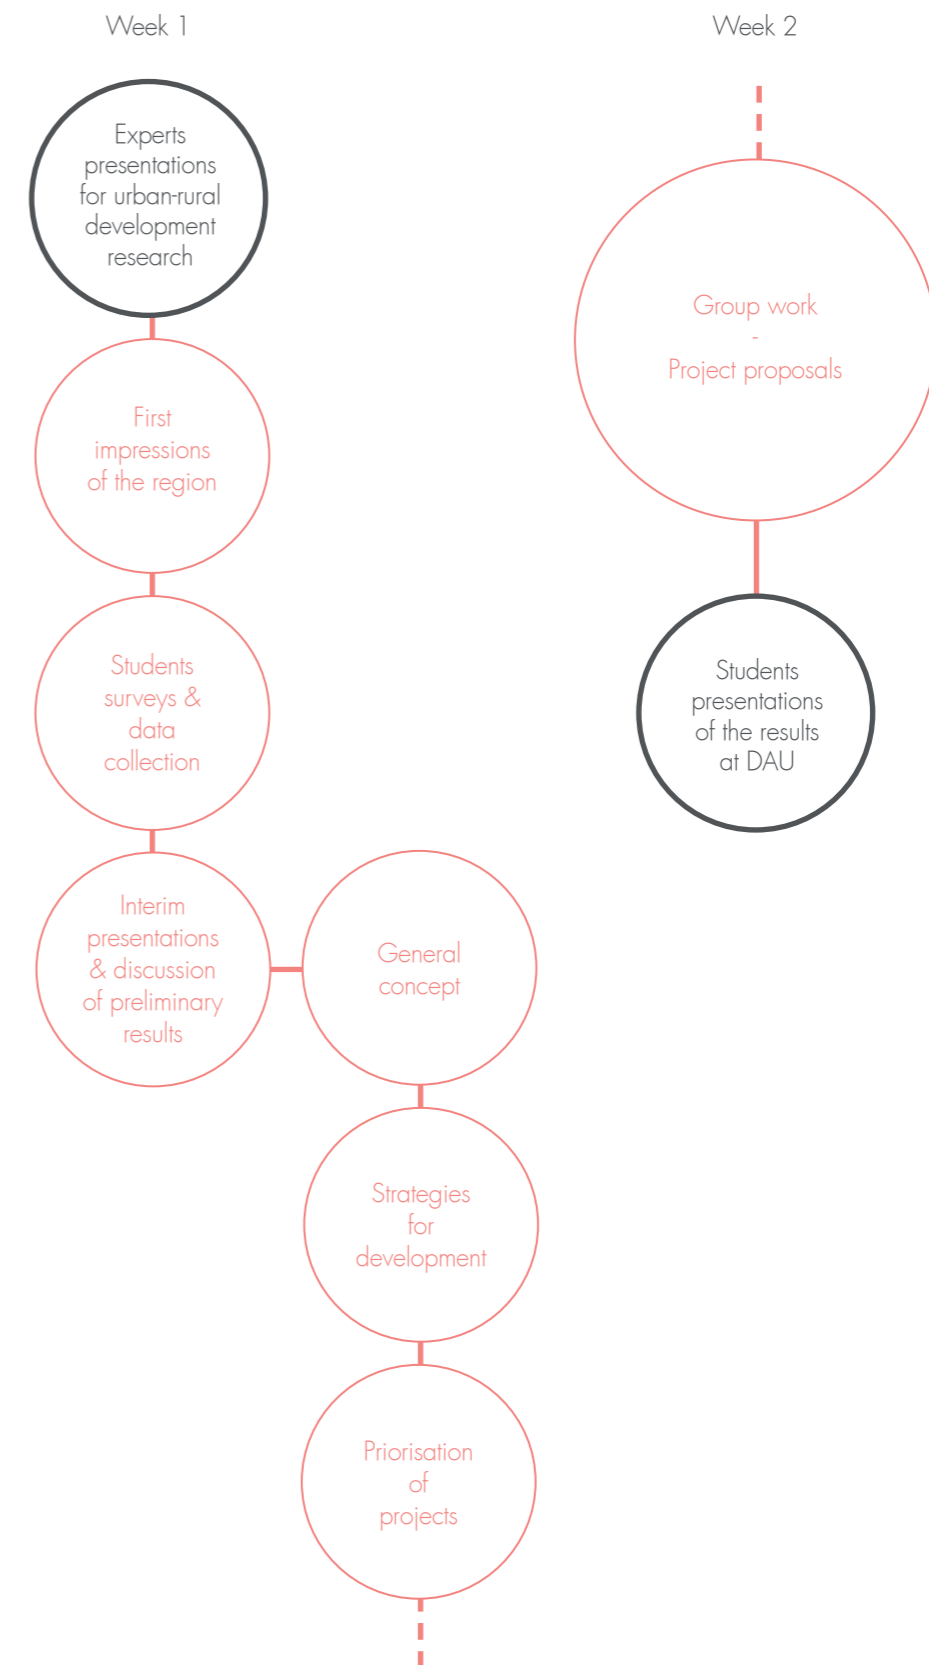 Week 1
Experts
presentations
for urban-rural
development
research
First
impressions
of the region
Students
surveys &
data
collection
Interim
presentations
& discussion
of preliminary
results
General
concept
Strategies
for
development
Priorisation
of
projects
Week 2
Group work
-
Project proposals
Students
presentations
of the results
at DAU